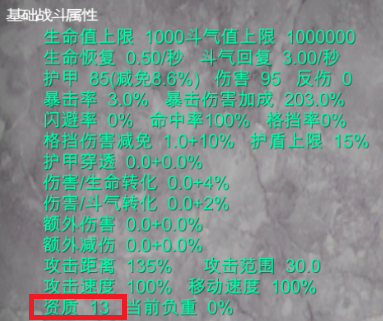 基础战斗属性
生命值上限 1000斗气值上限 1000000
生命恢复 0.50/秒 斗气回复 3.00/秒
护甲 85(减免8.6%) 伤害 95 反伤 0
暴击率 3.0% 暴击伤害加成 203.0%
闪避率 0% 命中率100% 格挡率0%
格挡伤害减免 1.0+10% 护盾上限 15%
护甲穿透 0.0+0.0%
伤害/生命转化 0.0+4%
伤害/斗气转化 0.0+2%
额外伤害 0.0+0.0%
额外减伤 0.0+0.0%
攻击距离 135% 攻击范围 30.0
攻击速度 100% 移动速度 100%
资质 13 当前负重 0%